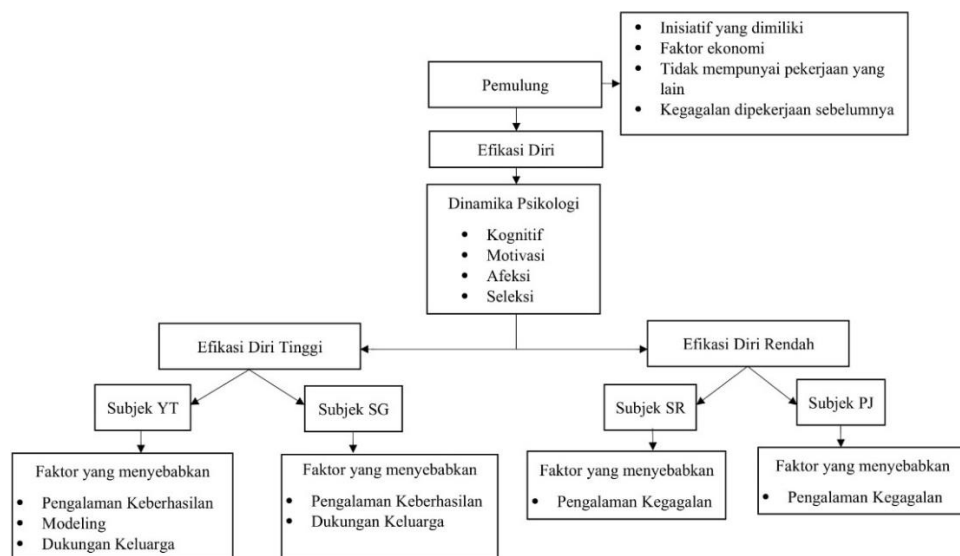 Pemulung
• Inisiatif yang dimiliki
• Faktor ekonomi
• Tidak mempunyai pekerjaan yang
lain
• Kegagalan dipekerjaan sebelumnya
Efikasi Diri
Dinamika Psikologi
• Kognitif
• Motivasi
• Afeksi
• Seleksi
Efikasi Diri Tinggi
Efikasi Diri Rendah
Subjek YT
Subjek SG
Subjek SR
Subjek PJ
Faktor yang menyebabkan
• Pengalaman Keberhasilan
• Modeling
• Dukungan Keluarga
Faktor yang menyebabkan
• Pengalaman Keberhasilan
• Dukungan Keluarga
Faktor yang menyebabkan
• Pengalaman Kegagalan
Faktor yang menyebabkan
• Pengalaman Kegagalan